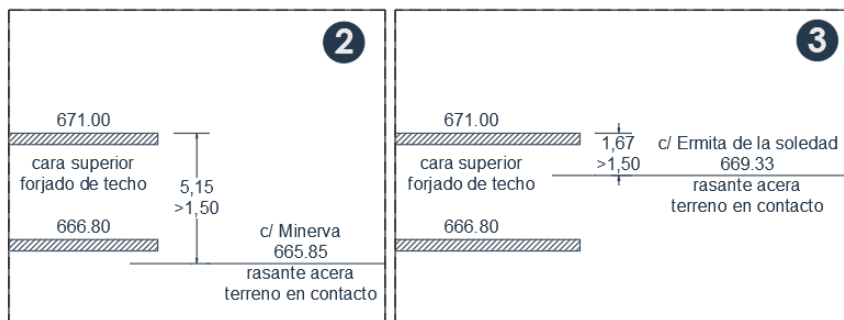 2
671.00
cara superior
forjado de techo
5,15
>1,50
666.80
c/ Minerva
665.85
rasante acera
terreno en contacto
3
671.00
cara superior
forjado de techo
1,67
>1,50
c/ Ermita de la soledad
669.33
rasante acera
terreno en contacto
666.80